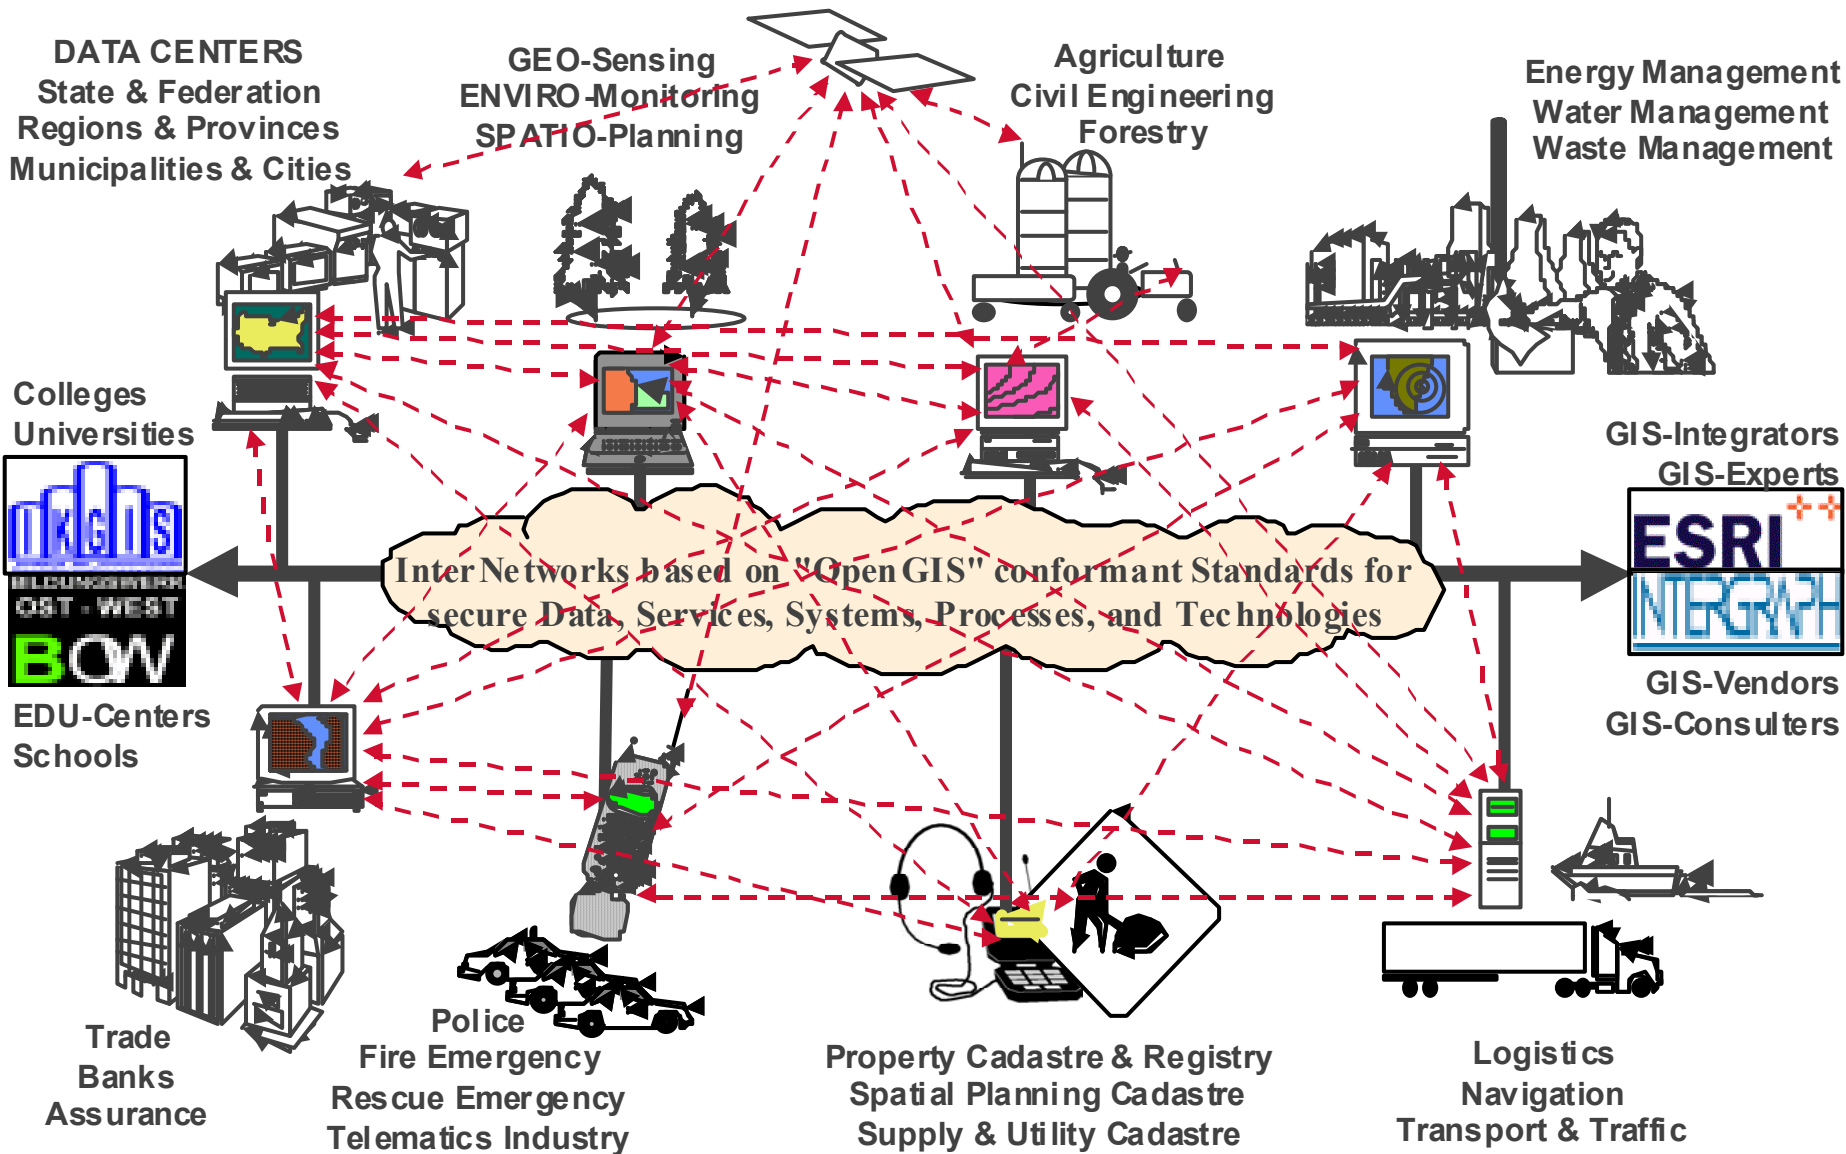 DATA CENTERS
State & Federation
Regions & Provinces
Municipalities & Cities
GEO-Sensing
ENVIRO-Monitoring
SPATIO-Planning
Agriculture
Civil Engineering
Forestry
Energy Management
Water Management
Waste Management
Colleges
Universities
IKGIS
BILDUNGSWERK
OST - WEST
BOW
EDU-Centers
Schools
InterNetworks based on "OpenGIS" conformant Standards for
secure Data, Services, Systems, Processes, and Technologies
GIS-Integrators
GIS-Experts
ESRI
INTERGRAPH
GIS-Vendors
GIS-Consulters
Trade
Banks
Assurance
Police
Fire Emergency
Rescue Emergency
Telematics Industry
Property Cadastre & Registry
Spatial Planning Cadastre
Supply & Utility Cadastre
Logistics
Navigation
Transport & Traffic